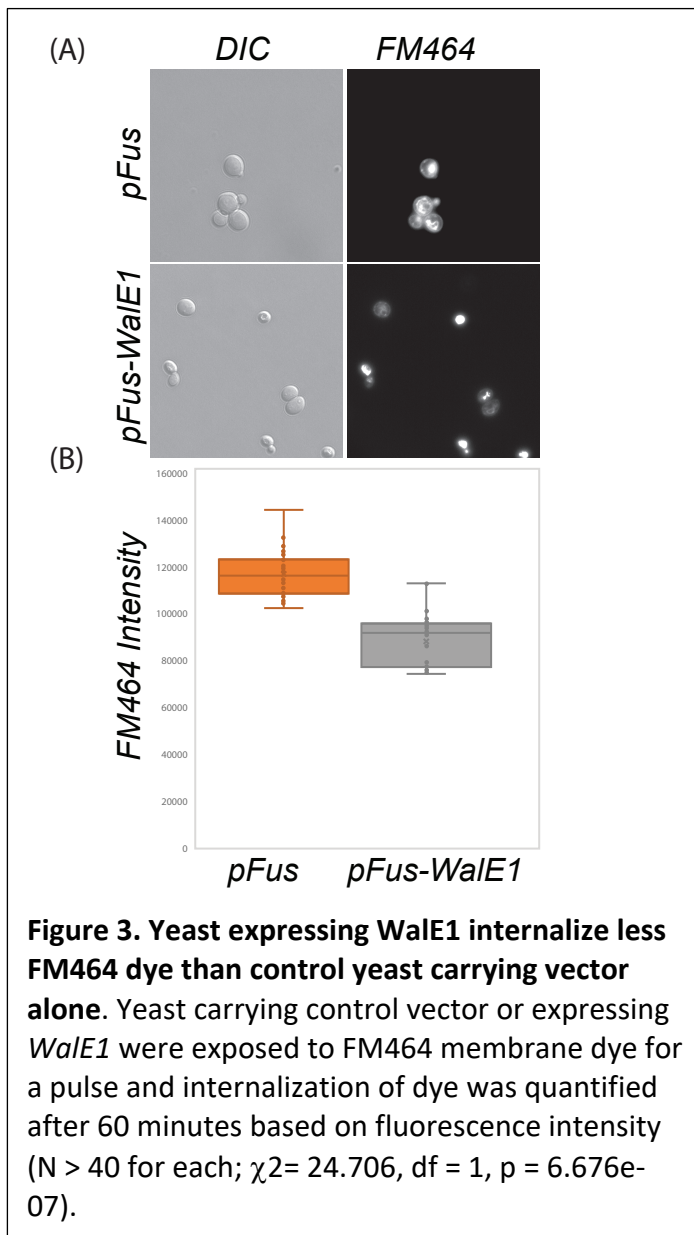 (A)
DIC
FM464
pFus
pFus-WalE1
(B)
160000
140000
120000
100000
80000
60000
40000
20000
0
FM464 Intensity
pFus
pFus-WalE1
Figure 3. Yeast expressing WalE1 internalize less
FM464 dye than control yeast carrying vector
alone. Yeast carrying control vector or expressing
WalE1 were exposed to FM464 membrane dye for
a pulse and internalization of dye was quantified
after 60 minutes based on fluorescence intensity
(N > 40 for each; χ2= 24.706, df = 1, p = 6.676e-
07).